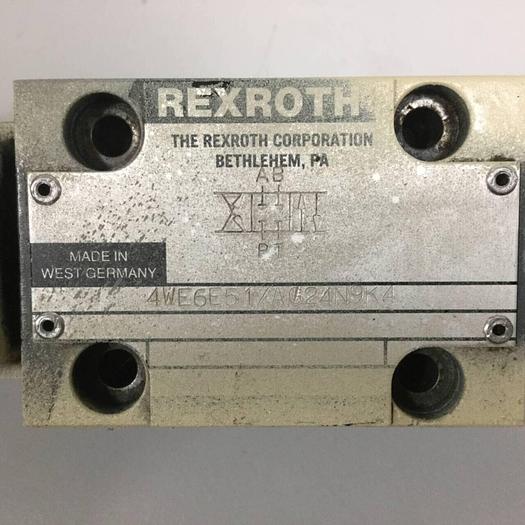 REXROTH
THE REXROTH CORPORATION
BETHLEHEM, PA
AB
PT
MADE IN
WEST GERMANY
4WE6E51/AG24N9K4